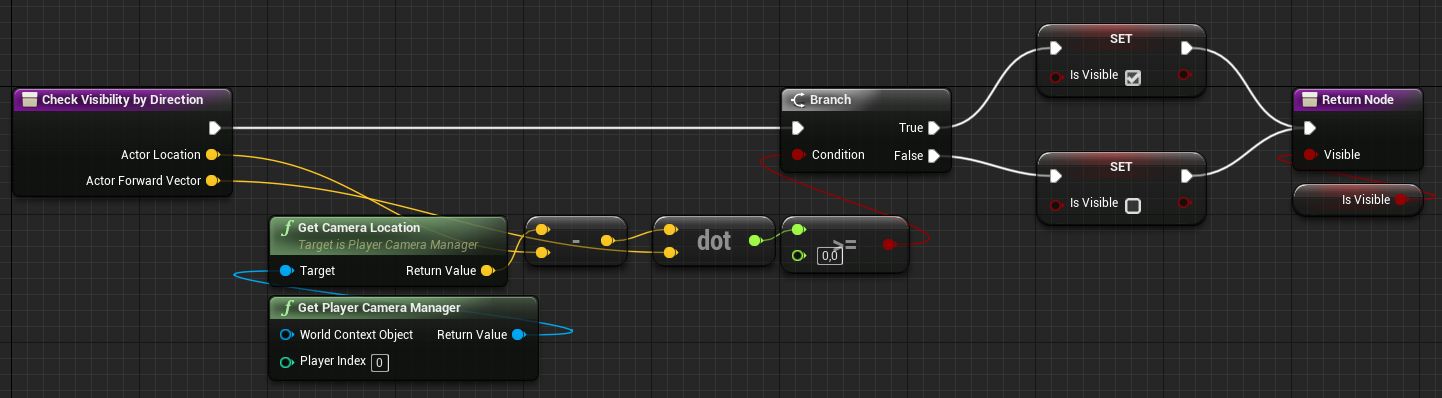 Check Visibility by Direction
Actor Location
Actor Forward Vector
Get Camera Location
Target is Player Camera Manager
Target
Return Value
Get Player Camera Manager
World Context Object
Return Value
Player Index 0
-
dot
>=
0,0
Branch
True
Condition
False
SET
Is Visible
SET
Is Visible
Return Node
Visible
Is Visible